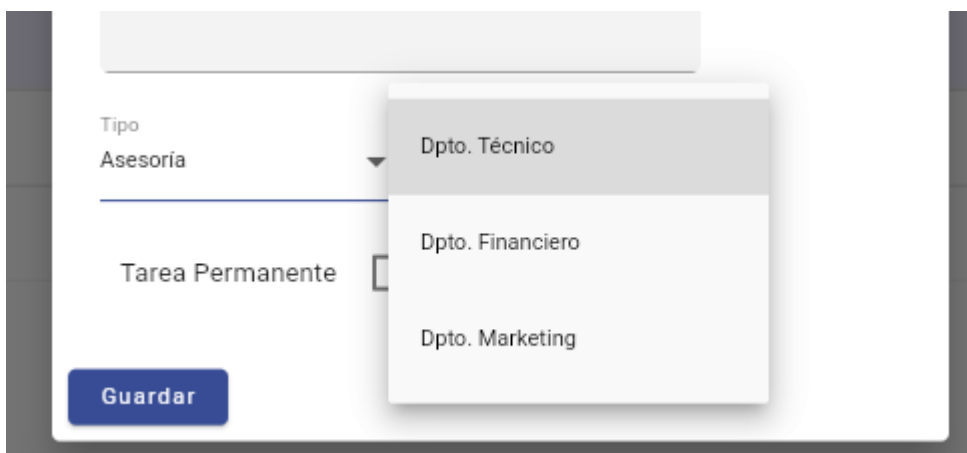 Tipo
Asesoría
Dpto. Técnico
Dpto. Financiero
Tarea Permanente
Dpto. Marketing
Guardar